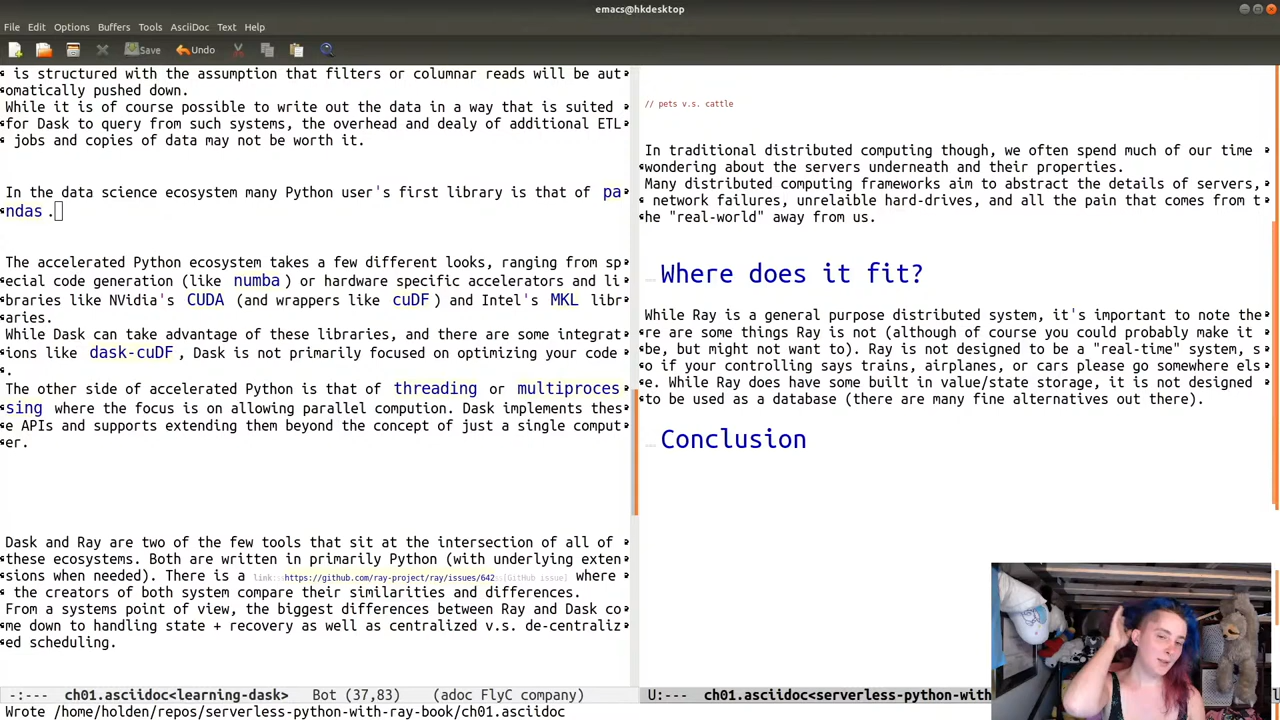 emacs@hkdesktop
File Edit Options Buffers Tools AsciiDoc Text Help
Save Undo
is structured with the assumption that filters or columnar reads will be aut
omatically pushed down.
While it is of course possible to write out the data in a way that is suited
for Dask to query from such systems, the overhead and dealy of additional ETL
jobs and copies of data may not be worth it.
In the data science ecosystem many Python user's first library is that of pa
ndas.
The accelerated Python ecosystem takes a few different looks, ranging from sp
ecial code generation (like numba) or hardware specific accelerators and li
braries like NVidia's CUDA (and wrappers like cuDF) and Intel's MKL libr
aries.
While Dask can take advantage of these libraries, and there are some integrat
ions like dask-cuDF, Dask is not primarily focused on optimizing your code
.
The other side of accelerated Python is that of threading or multiproces
sing where the focus is on allowing parallel compution. Dask implements thes
e APIs and supports extending them beyond the concept of just a single comput
er.
Dask and Ray are two of the few tools that sit at the intersection of all of
these ecosystems. Both are written in primarily Python (with underlying exten
sions when needed). There is a link:https://github.com/ray-project/ray/issues/642[GitHub issue] where
the creators of both system compare their similarities and differences.
From a systems point of view, the biggest differences between Ray and Dask co
me down to handling state + recovery as well as centralized v.s. de-centraliz
ed scheduling.
-:--- ch01.asciidoc<learning-dask> Bot (37,83) (adoc FlyC company)
Wrote /home/holden/repos/serverless-python-with-ray-book/ch01.asciidoc
// pets v.s. cattle
In traditional distributed computing though, we often spend much of our time
wondering about the servers underneath and their properties.
Many distributed computing frameworks aim to abstract the details of servers,
network failures, unrelaible hard-drives, and all the pain that comes from t
he "real-world" away from us.
Where does it fit?
While Ray is a general purpose distributed system, it's important to note the
re are some things Ray is not (although of course you could probably make it
be, but might not want to). Ray is not designed to be a "real-time" system, s
o if your controlling says trains, airplanes, or cars please go somewhere els
e. While Ray does have some built in value/state storage, it is not designed
to be used as a database (there are many fine alternatives out there).
Conclusion
U:--- ch01.asciidoc<serverless-python-with